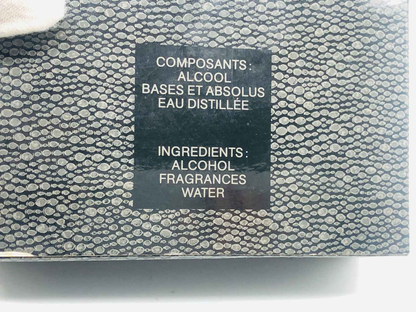 COMPOSANTS:
ALCOOL
BASES ET ABSOLUS
EAU DISTILLÉE
INGREDIENTS:
ALCOHOL
FRAGRANCES
WATER